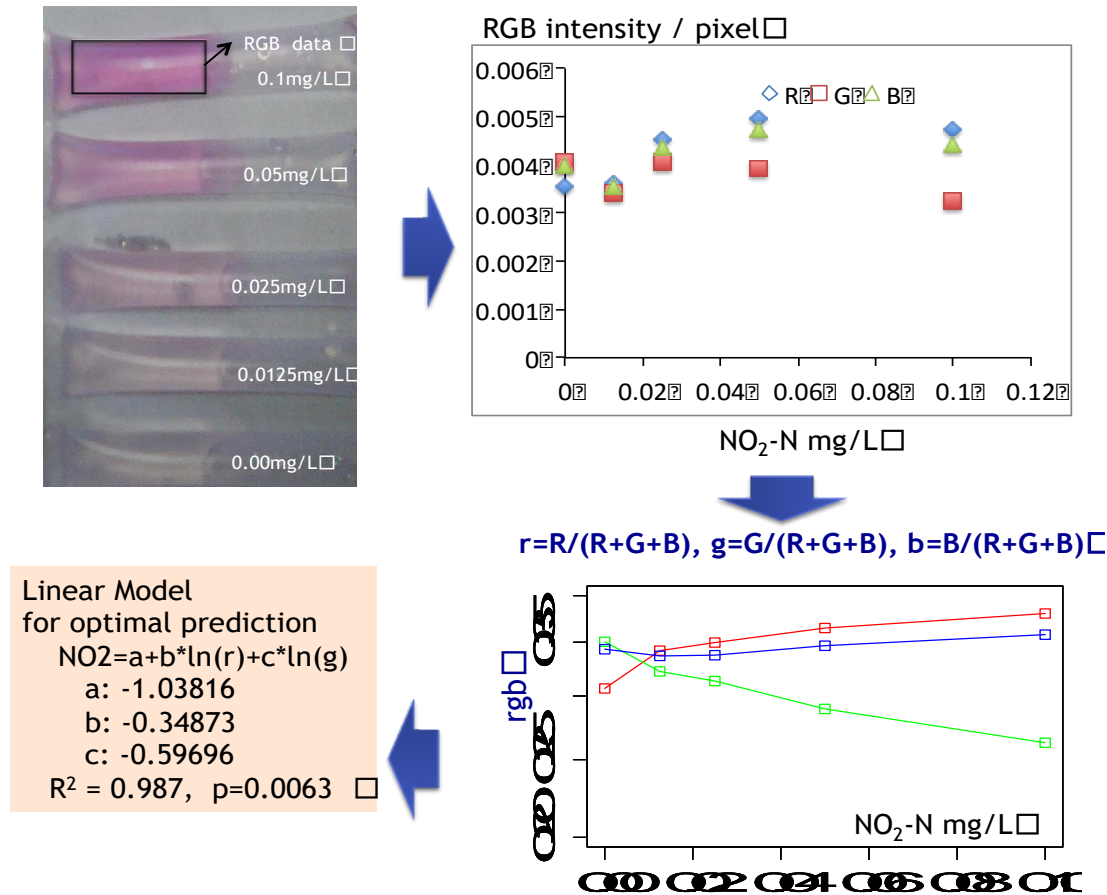 RGB data
0.1mg/L
0.05mg/L
0.025mg/L
0.0125mg/L
0.00mg/L
RGB intensity / pixel
0.006
0.005
0.004
0.003
0.002
0.001
0
R G B
0 0.02 0.04 0.06 0.08 0.1 0.12
NO₂-N mg/L
r=R/(R+G+B), g=G/(R+G+B), b=B/(R+G+B)
rgb
NO₂-N mg/L
Linear Model
for optimal prediction
NO2=a+b*ln(r)+c*ln(g)
a: -1.03816
b: -0.34873
c: -0.59696
R² = 0.987, p=0.0063